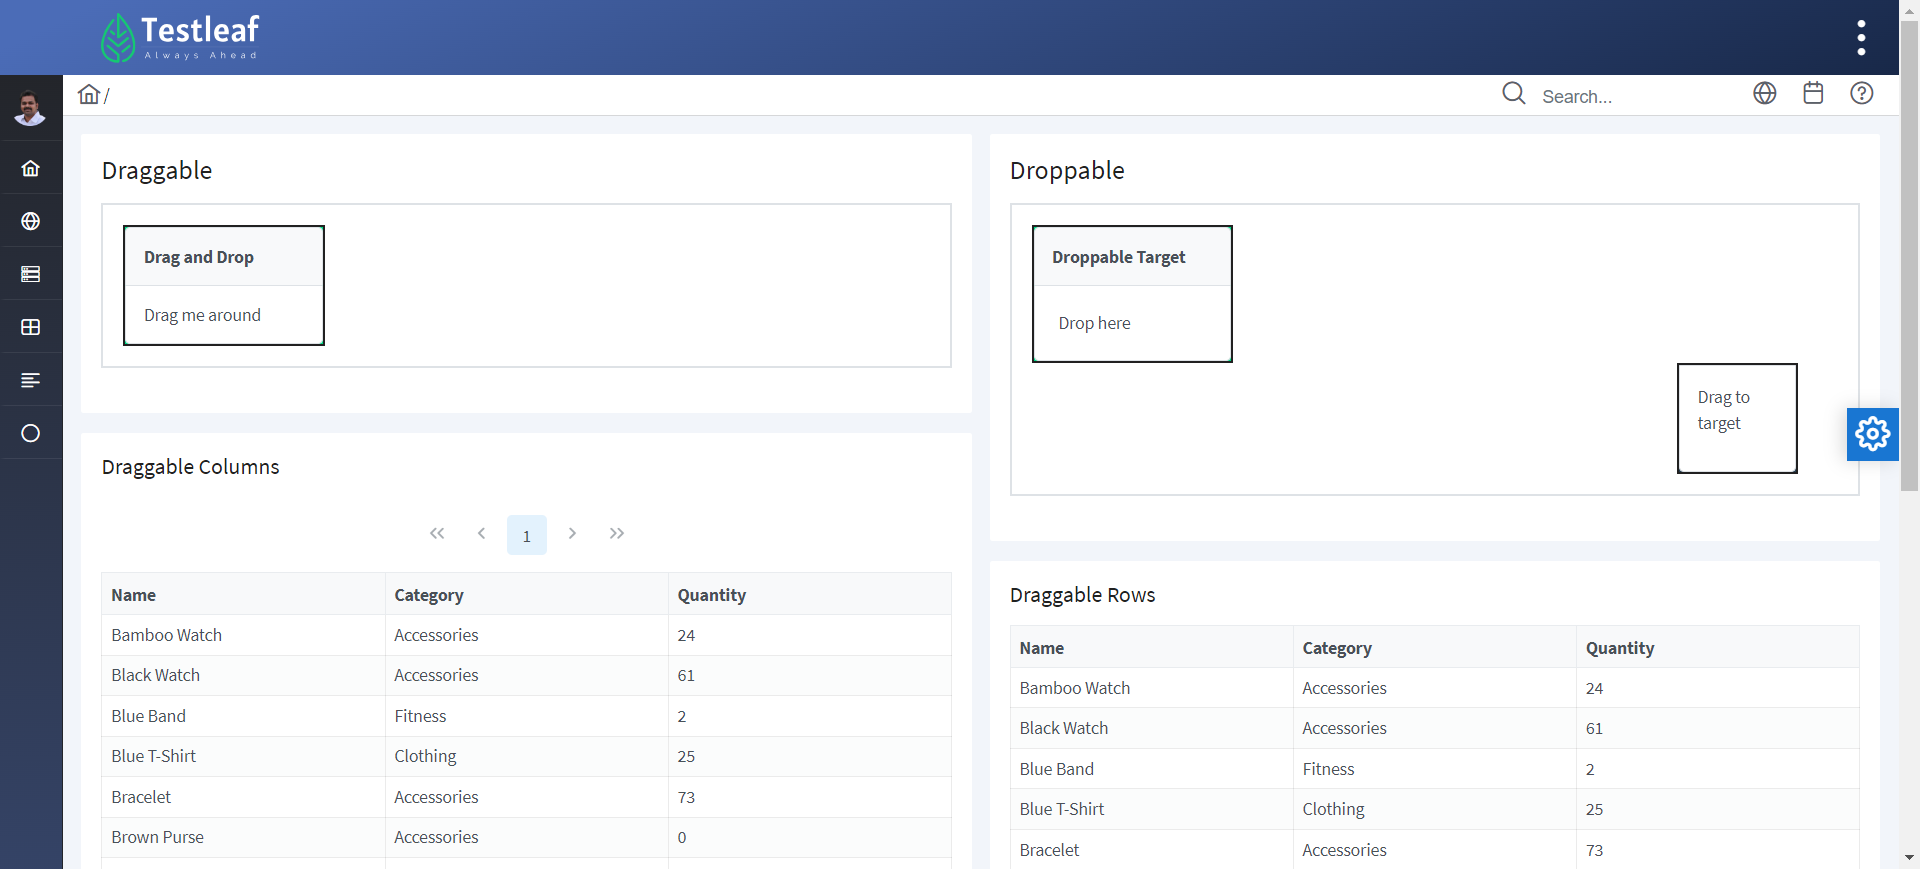 Testleaf
Always Ahead
/
Search...
Draggable
Drag and Drop
Drag me around
Droppable
Droppable Target
Drop here
Drag to
target
Draggable Columns
1
Name Category Quantity
Bamboo Watch Accessories 24
Black Watch Accessories 61
Blue Band Fitness 2
Blue T-Shirt Clothing 25
Bracelet Accessories 73
Brown Purse Accessories 0
Draggable Rows
Name Category Quantity
Bamboo Watch Accessories 24
Black Watch Accessories 61
Blue Band Fitness 2
Blue T-Shirt Clothing 25
Bracelet Accessories 73